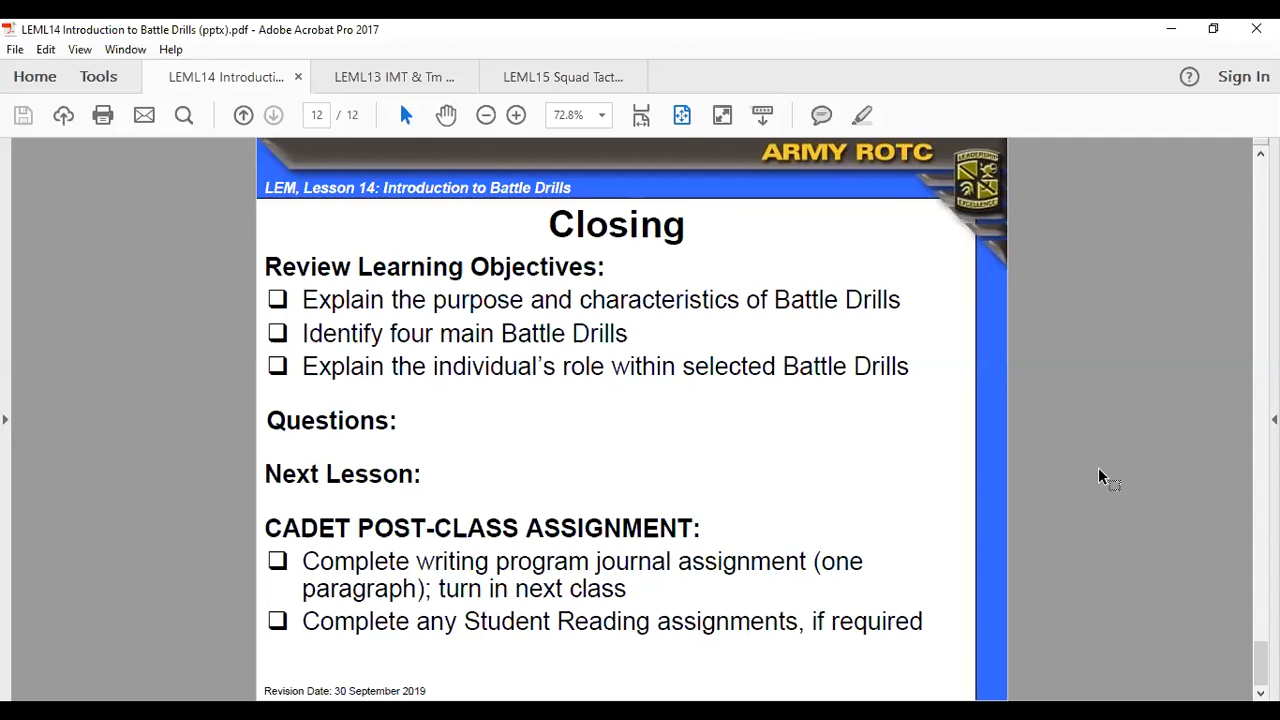 LEML14 Introduction to Battle Drills (pptx).pdf - Adobe Acrobat Pro 2017
File Edit View Window Help
Home Tools LEML14 Introducti... × LEML13 IMT & Tm ... LEML15 Squad Tact... Sign In
12 / 12 72.8%
ARMY ROTC
LEADERSHIP
EXCELLENCE
LEM, Lesson 14: Introduction to Battle Drills
Closing
Review Learning Objectives:
❑ Explain the purpose and characteristics of Battle Drills
❑ Identify four main Battle Drills
❑ Explain the individual’s role within selected Battle Drills
Questions:
Next Lesson:
CADET POST-CLASS ASSIGNMENT:
❑ Complete writing program journal assignment (one
paragraph); turn in next class
❑ Complete any Student Reading assignments, if required
Revision Date: 30 September 2019